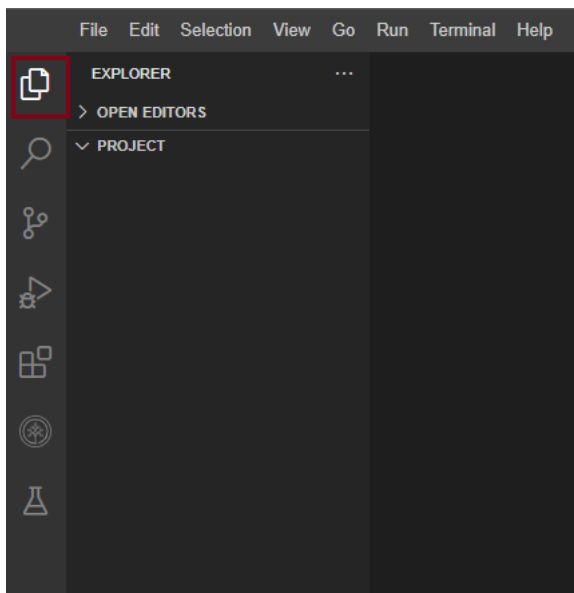 File Edit Selection View Go Run Terminal Help
EXPLORER ...
OPEN EDITORS
PROJECT